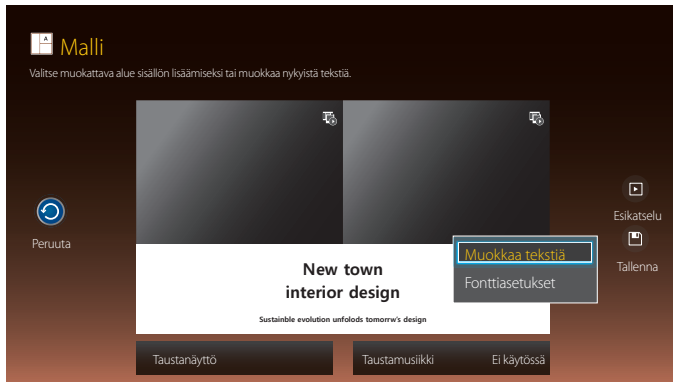 A
Malli
Valitse muokattava alue sisällön lisäämiseksi tai muokkaa nykyistä tekstiä.
Peruuta
Esikatselu
Tallenna
Muokkaa tekstiä
Fonttiasetukset
New town
interior design
Sustainble evolution unfolods tomorrw's design
Taustanäyttö
Taustamusiikki Ei käytössä